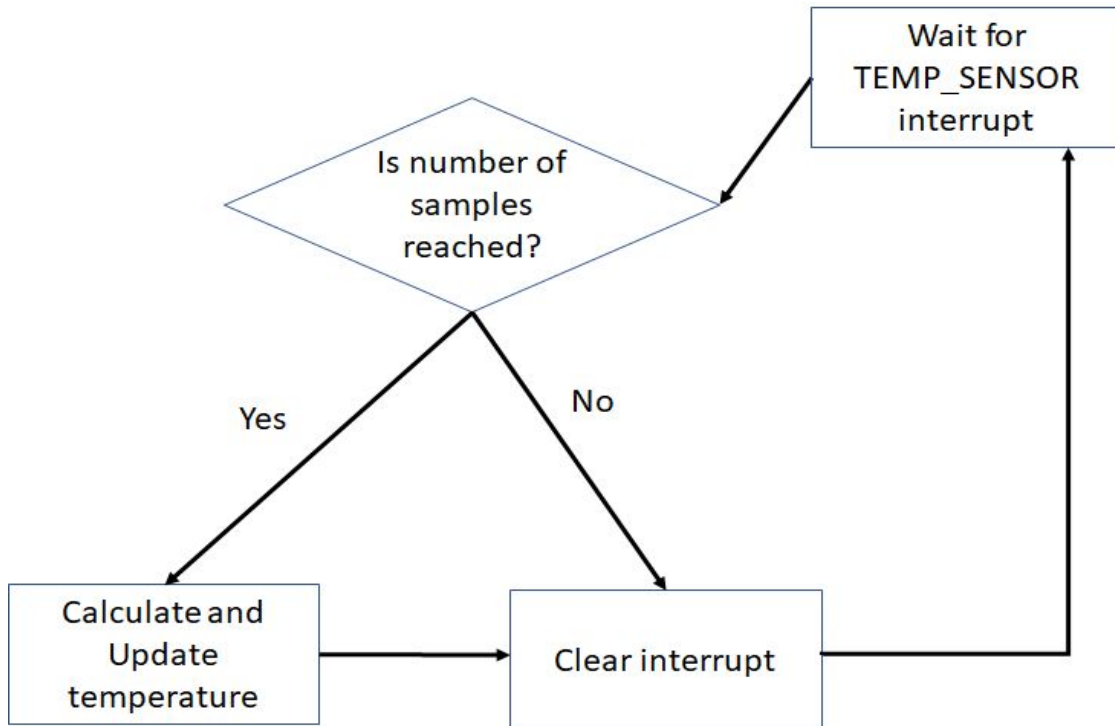 Wait for
TEMP_SENSOR
interrupt
Is number of
samples
reached?
Yes
No
Calculate and
Update
temperature
Clear interrupt